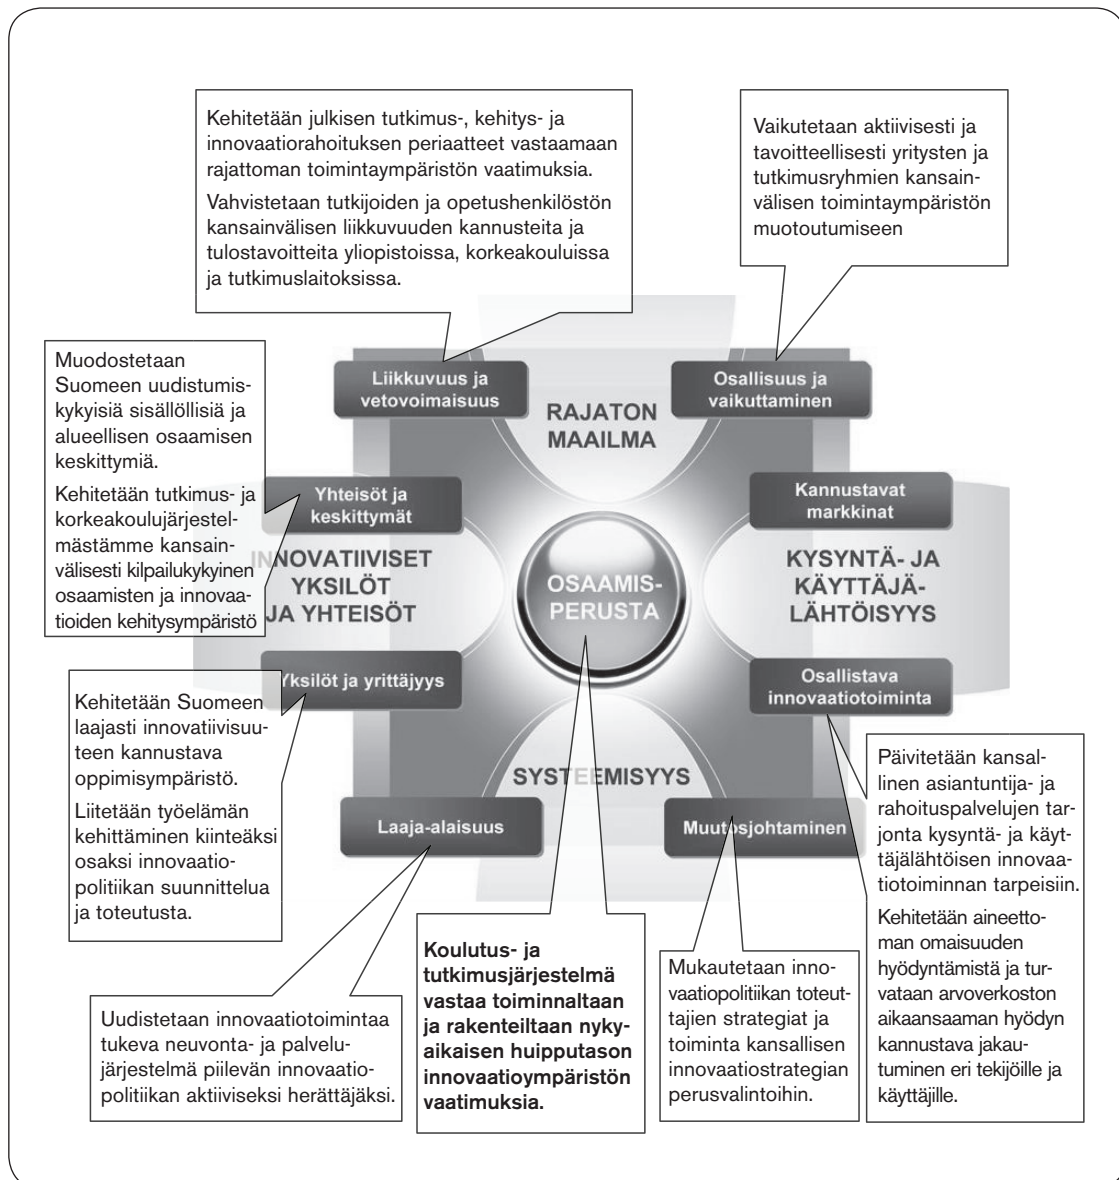 Kehitetään julkisen tutkimus-, kehitys- ja
innovaatiorahoituksen periaatteet vastaamaan
rajattoman toimintaympäristön vaatimuksia.
Vahvistetaan tutkijoiden ja opetushenkilöstön
kansainvälisen liikkuvuuden kannusteita ja
tulostavoitteita yliopistoissa, korkeakouluissa
ja tutkimuslaitoksissa.
Vaikutetaan aktiivisesti ja
tavoitteellisesti yritysten ja
tutkimusryhmien kansain-
välisen toimintaympäristön
muotoutumiseen
Muodostetaan
Suomeen uudistumis-
kykyisiä sisällöllisiä ja
alueellisen osaamisen
keskittymiä.
Kehitetään tutkimus- ja
korkeakoulujärjestel-
mästämme kansain-
välisesti kilpailukykyinen
osaamisten ja innovaa-
tioiden kehitysympäristö
Liikkuvuus ja
vetovoimaisuus
RAJATON
MAAILMA
Osallisuus ja
vaikuttaminen
Yhteisöt ja
keskittymät
Kannustavat
markkinat
INNOVATIIVISET
YKSILÖT
JA YHTEISÖT
OSAAMIS-
PERUSTA
KYSYNTÄ- JA
KÄYTTÄJÄ-
LÄHTÖISYYS
Yksilöt ja yrittäjyys
Osallistava
innovaatiotoiminta
SYSTEEMISYYS
Laaja-alaisuus
Muutosjohtaminen
Kehitetään Suomeen
laajasti innovatiivisuu-
teen kannustava
oppimisympäristö.
Liitetään työelämän
kehittäminen kiinteäksi
osaksi innovaatio-
politiikan suunnittelua
ja toteutusta.
Päivitetään kansal-
linen asiantuntija- ja
rahoituspalvelujen tar-
jonta kysyntä- ja käyt-
täjälähtöisen innovaa-
tiotoiminnan tarpeisiin.
Kehitetään aineetto-
man omaisuuden
hyödyntämistä ja tur-
vataan arvoverkoston
aikaansaaman hyödyn
kannustava jakau-
tuminen eri tekijöille ja
käyttäjille.
Uudistetaan innovaatiotoimintaa
tukeva neuvonta- ja palvelu-
järjestelmä piilevän innovaatio-
politiikan aktiiviseksi herättäjäksi.
Koulutus- ja
tutkimusjärjestelmä
vastaa toiminnaltaan
ja rakenteiltaan nyky-
aikaisen huipputason
innovaatioympäristön
vaatimuksia.
Mukautetaan inno-
vaatiopolitiikan toteut-
tajien strategiat ja
toiminta kansallisen
innovaatiostrategian
perusvalintoihin.